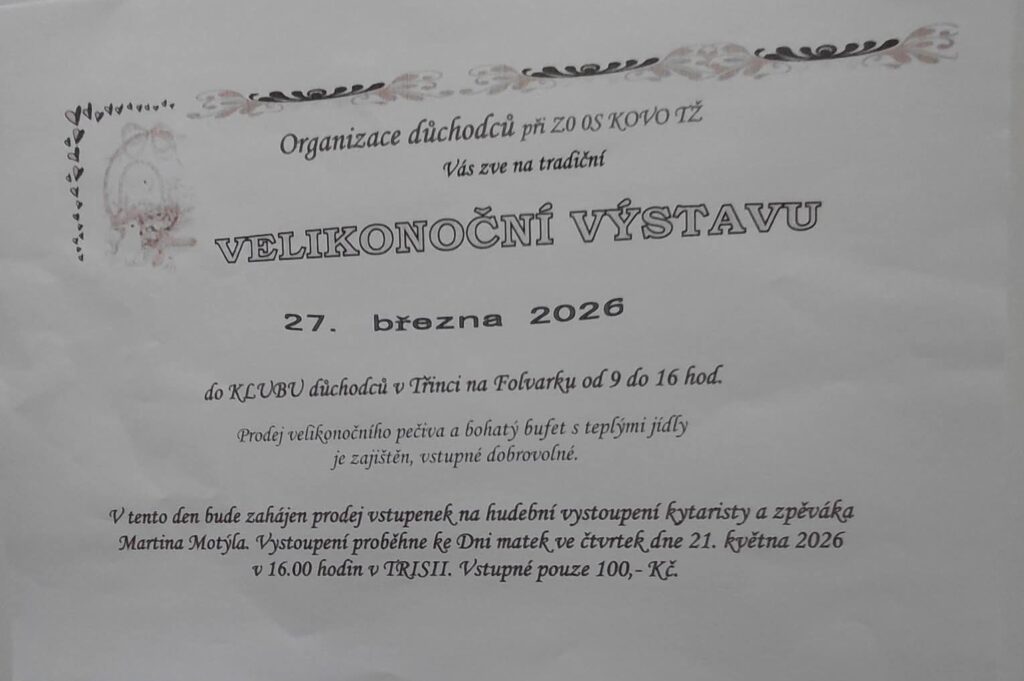 Organizace důchodců při ZO OS KOVO TŽ
Vás zve na tradiční
VELIKONOČNÍ VÝSTAVU
27. března 2026
do KLUBU důchodců v Třinci na Folvarku od 9 do 16 hod.
Prodej velikonočního pečiva a bohatý bufet s teplými jídly
je zajištěn, vstupné dobrovolné.
V tento den bude zahájen prodej vstupenek na hudební vystoupení kytaristy a zpěváka
Martina Motýla. Vystoupení proběhne ke Dni matek ve čtvrtek dne 21. května 2026
v 16.00 hodin v TRISII. Vstupné pouze 100,- Kč.